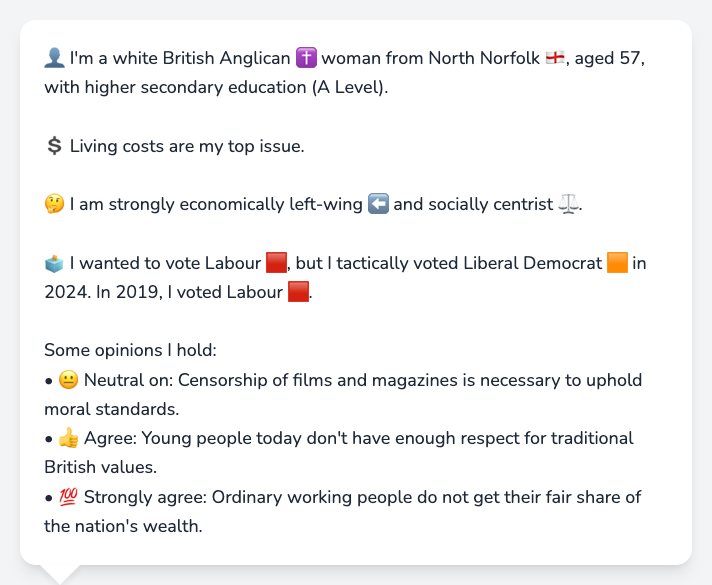 👤 I'm a white British Anglican ✝️ woman from North Norfolk 🏴󠁧󠁢󠁥󠁮󠁧󠁿, aged 57,
with higher secondary education (A Level).
💲 Living costs are my top issue.
🤔 I am strongly economically left-wing ⬅️ and socially centrist ⚖️.
🗳️ I wanted to vote Labour 🟥, but I tactically voted Liberal Democrat 🟧 in
2024. In 2019, I voted Labour 🟥.
Some opinions I hold:
• 😐 Neutral on: Censorship of films and magazines is necessary to uphold
moral standards.
• 👍 Agree: Young people today don't have enough respect for traditional
British values.
• 💯 Strongly agree: Ordinary working people do not get their fair share of
the nation's wealth.